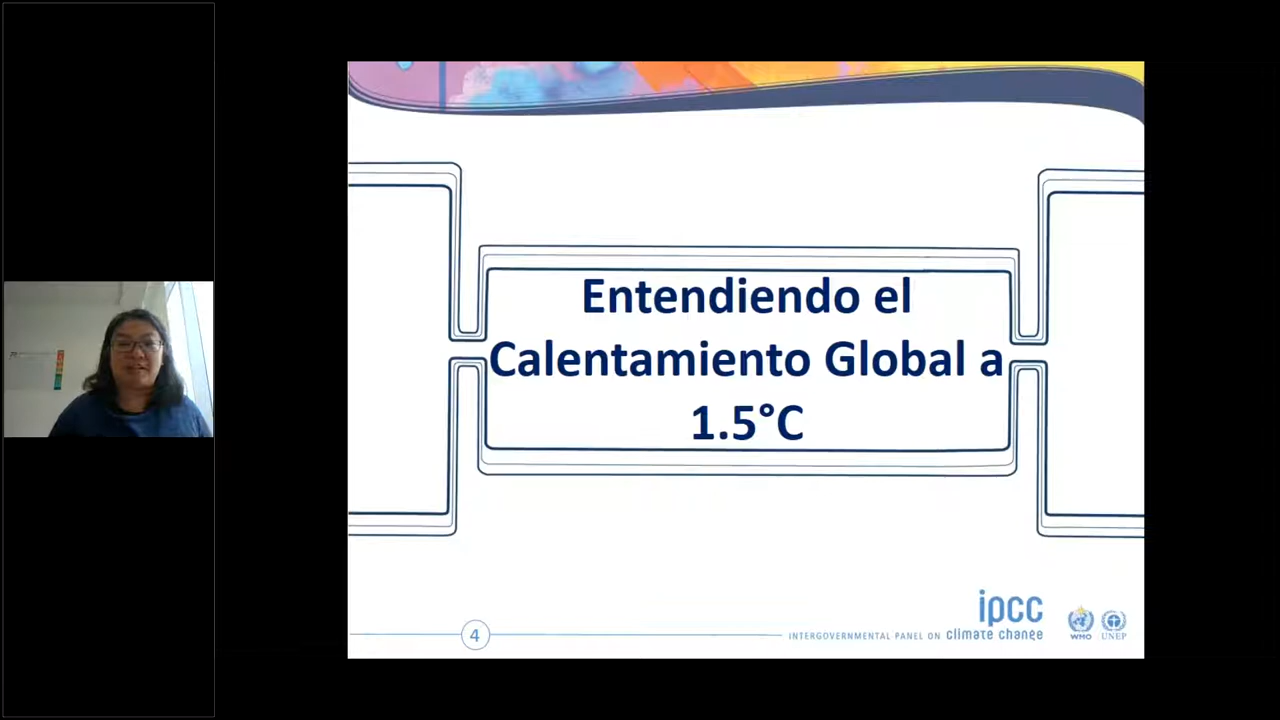 Entendiendo el
Calentamiento Global a
1.5°C
4
INTERGOVERNMENTAL PANEL ON climate change
ipcc
WMO
UNEP